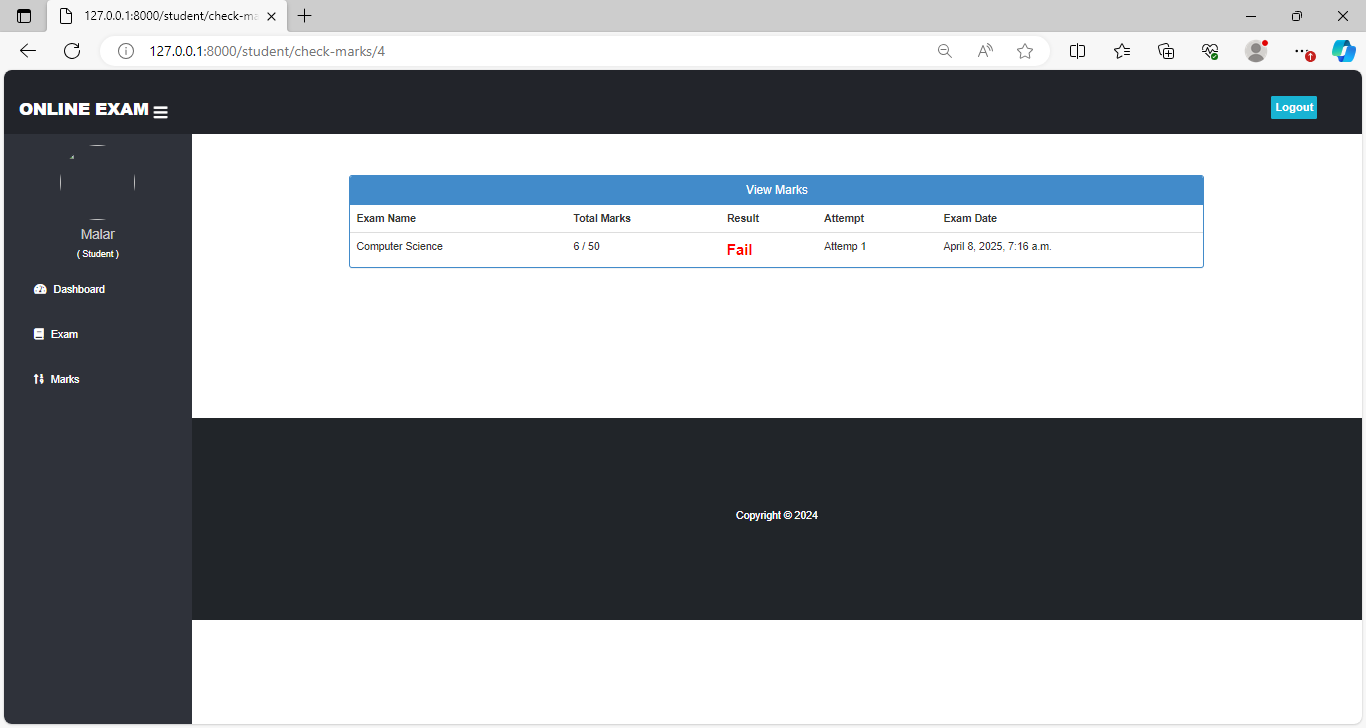 127.0.0.1:8000/student/check-ma
127.0.0.1:8000/student/check-marks/4
ONLINE EXAM
Logout
Malar
( Student )
Dashboard
Exam
Marks
View Marks
Exam Name Total Marks Result Attempt Exam Date
Computer Science 6 / 50 Fail Attemp 1 April 8, 2025, 7:16 a.m.
Copyright © 2024